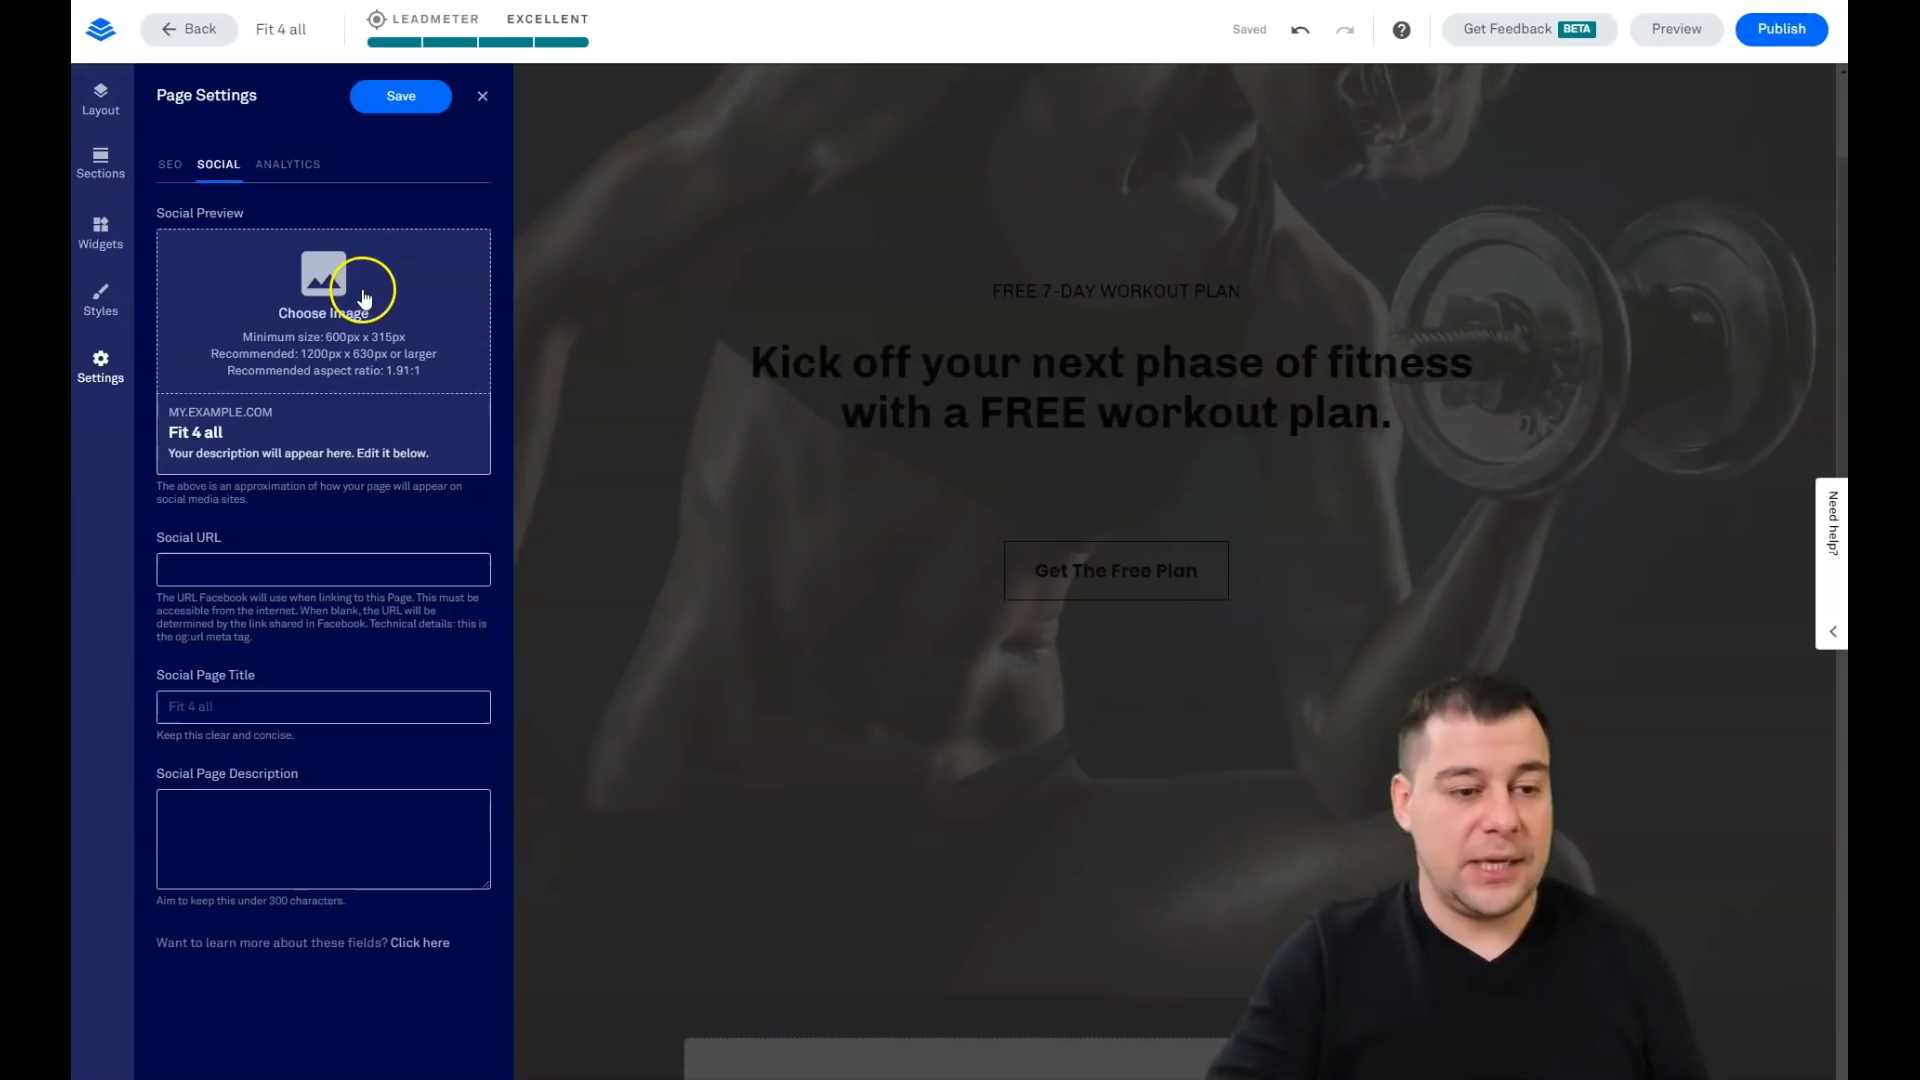 Back
Fit 4 all
LEADMETER
EXCELLENT
Saved
Get Feedback BETA
Preview
Publish
Layout
Sections
Widgets
Styles
Settings
Page Settings
Save
SEO
SOCIAL
ANALYTICS
Social Preview
Choose Image
Minimum size: 600px x 315px
Recommended: 1200px x 630px or larger
Recommended aspect ratio: 1.91:1
MY.EXAMPLE.COM
Fit 4 all
Your description will appear here. Edit it below.
The above is an approximation of how your page will appear on
social media sites.
Social URL
The URL Facebook will use when linking to this Page. This must be
accessible from the internet. When blank, the URL will be
determined by the link shared in Facebook. Technical details: this is
the og:url meta tag.
Social Page Title
Fit 4 all
Keep this clear and concise.
Social Page Description
Aim to keep this under 300 characters.
Want to learn more about these fields? Click here
FREE 7-DAY WORKOUT PLAN
Kick off your next phase of fitness
with a FREE workout plan.
Get The Free Plan
Need help?